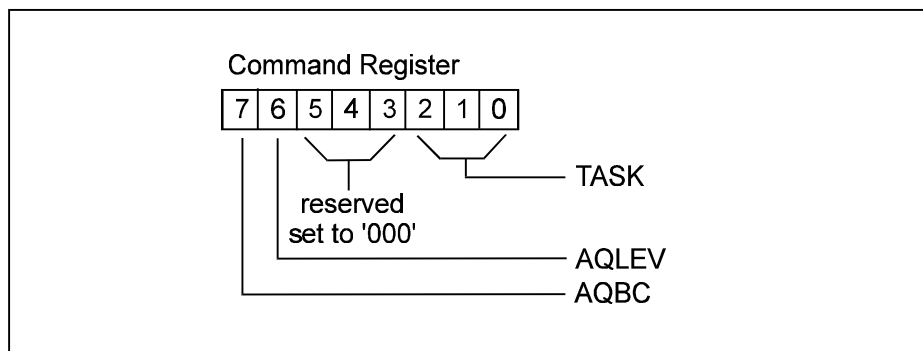 Command Register
7 6 5 4 3 2 1 0
TASK
reserved
set to '000'
AQLEV
AQBC